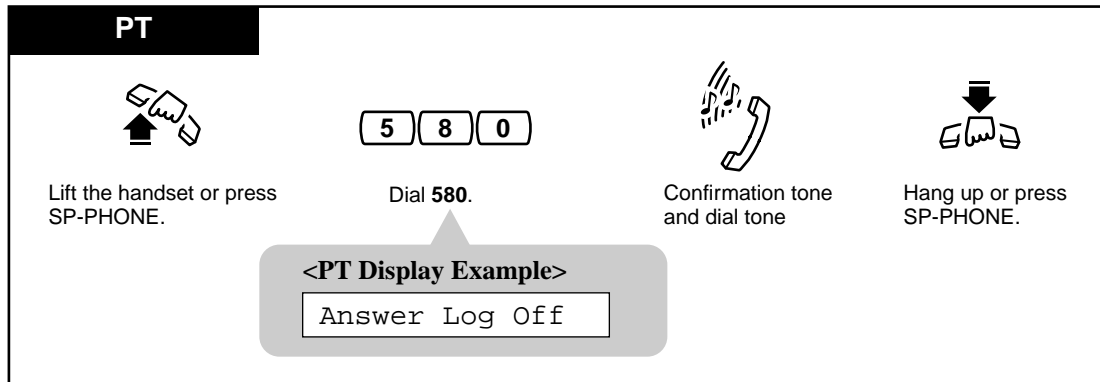 PT
5 8 0
Lift the handset or press
SP-PHONE.
Dial 580.
Confirmation tone
and dial tone
Hang up or press
SP-PHONE.
<PT Display Example>
Answer Log Off